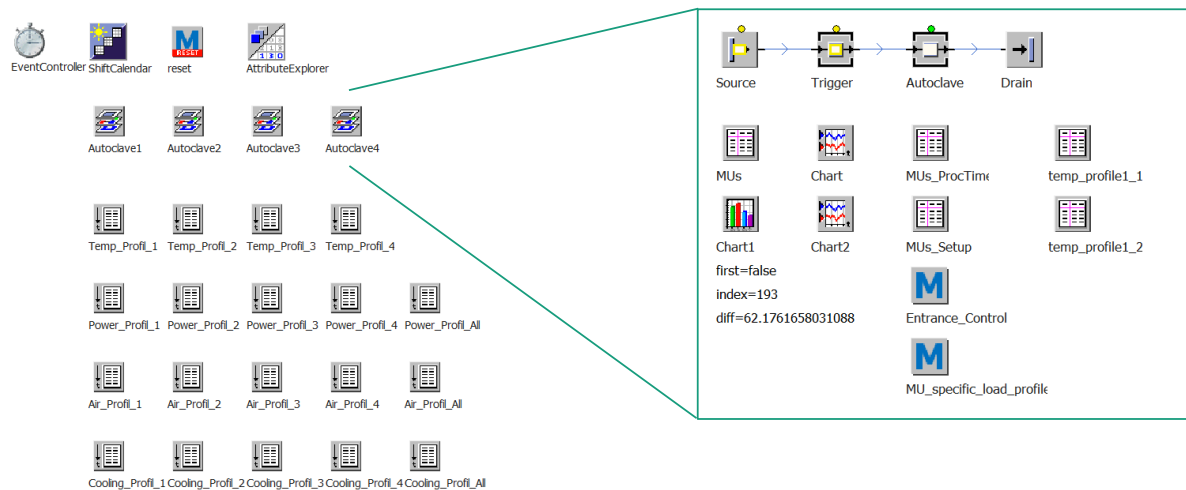 EventController
ShiftCalendar
M
RESET
reset
AttributeExplorer
Autoclave1
Autoclave2
Autoclave3
Autoclave4
Temp_Profil_1
Temp_Profil_2
Temp_Profil_3
Temp_Profil_4
Power_Profil_1
Power_Profil_2
Power_Profil_3
Power_Profil_4
Power_Profil_All
Air_Profil_1
Air_Profil_2
Air_Profil_3
Air_Profil_4
Air_Profil_All
Cooling_Profil_1
Cooling_Profil_2
Cooling_Profil_3
Cooling_Profil_4
Cooling_Profil_All
Source
Trigger
Autoclave
Drain
MUs
Chart
MUs_ProcTime
temp_profile1_1
Chart1
Chart2
MUs_Setup
temp_profile1_2
first=false
index=193
diff=62.1761658031088
M
Entrance_Control
M
MU_specific_load_profile